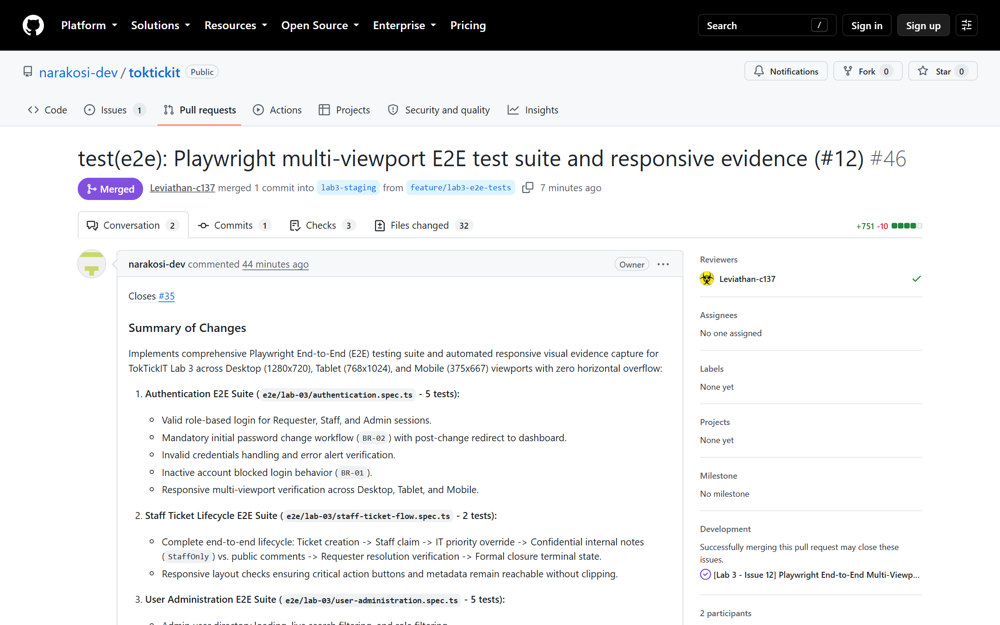 Platform Solutions Resources Open Source Enterprise Pricing Search / Sign in Sign up
narakosi-dev / toktickit Public Notifications Fork 0 Star 0
Code Issues 1 Pull requests Actions Projects Security and quality Insights
test(e2e): Playwright multi-viewport E2E test suite and responsive evidence (#12) #46
Merged Leviathan-c137 merged 1 commit into lab3-staging from feature/lab3-e2e-tests 7 minutes ago
Conversation 2 Commits 1 Checks 3 Files changed 32 +751 -10
narakosi-dev commented 44 minutes ago Owner
Closes #35
Summary of Changes
Implements comprehensive Playwright End-to-End (E2E) testing suite and automated responsive visual evidence capture for
TokTickIT Lab 3 across Desktop (1280x720), Tablet (768x1024), and Mobile (375x667) viewports with zero horizontal overflow:
1. Authentication E2E Suite (e2e/lab-03/authentication.spec.ts - 5 tests):
Valid role-based login for Requester, Staff, and Admin sessions.
Mandatory initial password change workflow (BR-02) with post-change redirect to dashboard.
Invalid credentials handling and error alert verification.
Inactive account blocked login behavior (BR-01).
Responsive multi-viewport verification across Desktop, Tablet, and Mobile.
2. Staff Ticket Lifecycle E2E Suite (e2e/lab-03/staff-ticket-flow.spec.ts - 2 tests):
Complete end-to-end lifecycle: Ticket creation -> Staff claim -> IT priority override -> Confidential internal notes
(StaffOnly) vs. public comments -> Requester resolution verification -> Formal closure terminal state.
Responsive layout checks ensuring critical action buttons and metadata remain reachable without clipping.
3. User Administration E2E Suite (e2e/lab-03/user-administration.spec.ts - 5 tests):
Admin user directory loading, live search filtering, and role filtering.
Reviewers
Leviathan-c137
Assignees
No one assigned
Labels
None yet
Projects
None yet
Milestone
No milestone
Development
Successfully merging this pull request may close these
issues.
[Lab 3 - Issue 12] Playwright End-to-End Multi-Viewp...
2 participants